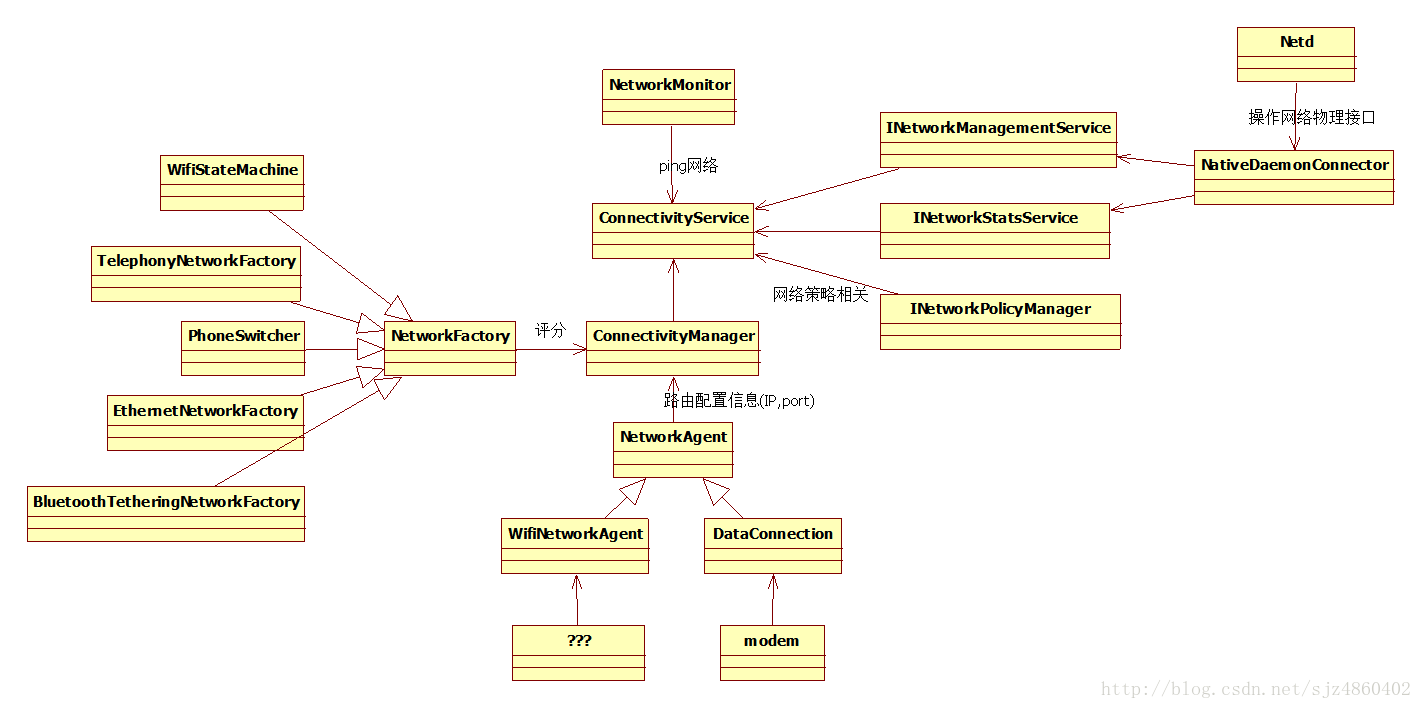 Netd
NetworkMonitor
操作网络物理接口
INetworkManagementService
WifiStateMachine
ping网络
NativeDaemonConnector
ConnectivityService
INetworkStatsService
TelephonyNetworkFactory
网络策略相关
INetworkPolicyManager
PhoneSwitcher
NetworkFactory
评分
ConnectivityManager
路由配置信息(IP,port)
EthernetNetworkFactory
NetworkAgent
BluetoothTetheringNetworkFactory
WifiNetworkAgent
DataConnection
???
modem
http://blog.csdn.net/sjz4860402